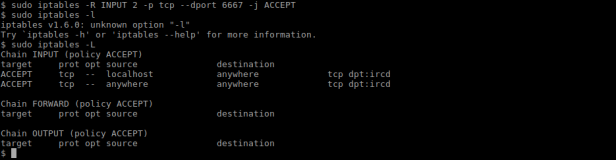 $ sudo iptables -R INPUT 2 -p tcp --dport 6667 -j ACCEPT
$ sudo iptables -l
iptables v1.6.0: unknown option "-l"
Try `iptables -h' or 'iptables --help' for more information.
$ sudo iptables -L
Chain INPUT (policy ACCEPT)
target     prot opt source               destination
ACCEPT     tcp  --  localhost            anywhere             tcp dpt:ircd
ACCEPT     tcp  --  anywhere             anywhere             tcp dpt:ircd

Chain FORWARD (policy ACCEPT)
target     prot opt source               destination

Chain OUTPUT (policy ACCEPT)
target     prot opt source               destination
$